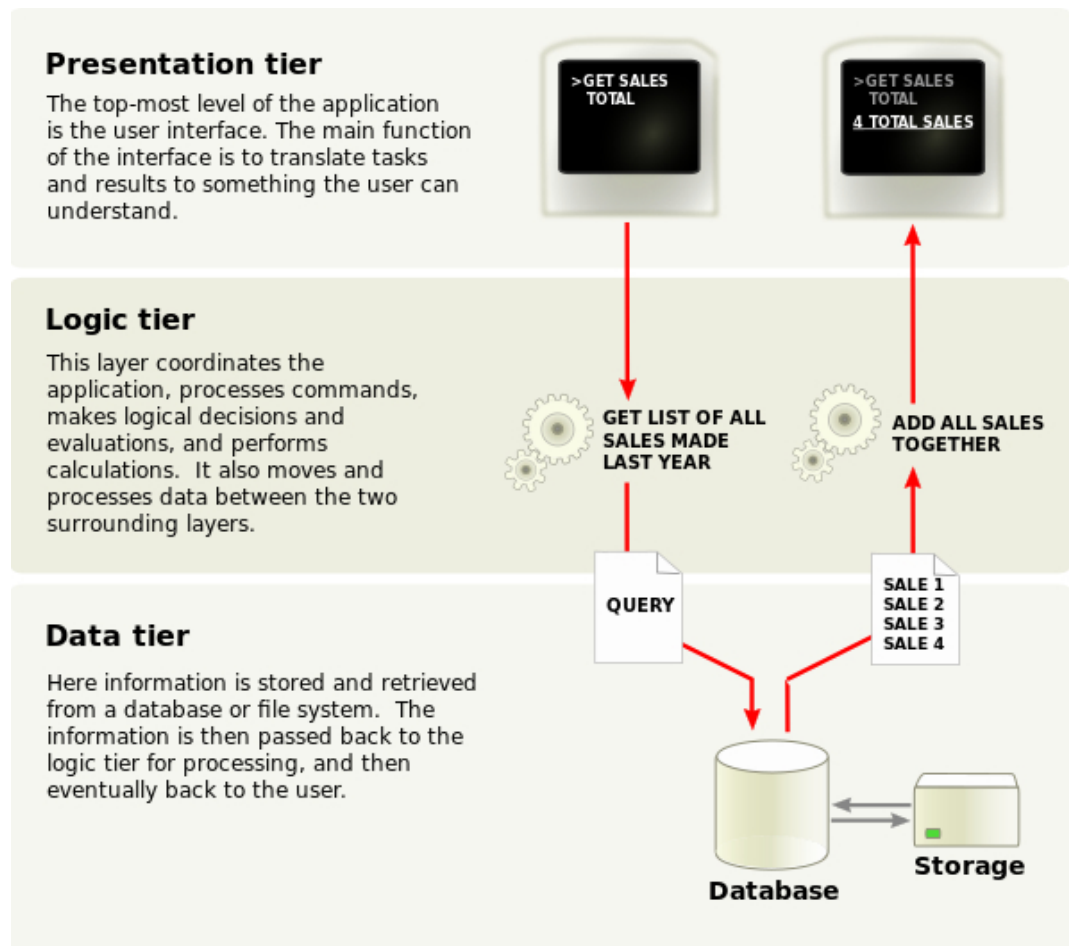 Presentation tier
The top-most level of the application
is the user interface. The main function
of the interface is to translate tasks
and results to something the user can
understand.
>GET SALES
TOTAL
>GET SALES
TOTAL
4 TOTAL SALES
Logic tier
This layer coordinates the
application, processes commands,
makes logical decisions and
evaluations, and performs
calculations.  It also moves and
processes data between the two
surrounding layers.
GET LIST OF ALL
SALES MADE
LAST YEAR
ADD ALL SALES
TOGETHER
QUERY
SALE 1
SALE 2
SALE 3
SALE 4
Data tier
Here information is stored and retrieved
from a database or file system.  The
information is then passed back to the
logic tier for processing, and then
eventually back to the user.
Database
Storage